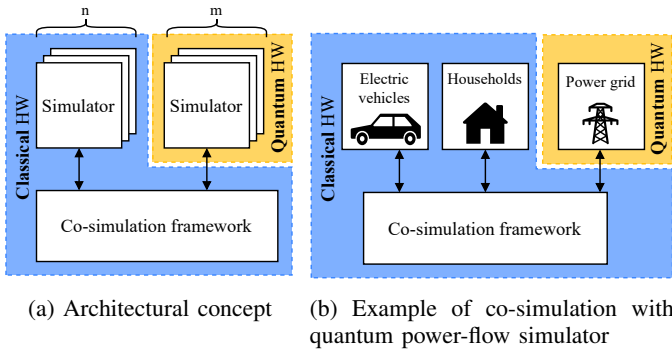 n
m
Classical HW
Simulator
Simulator
Quantum HW
Co-simulation framework
(a) Architectural concept
Classical HW
Electric
vehicles
Households
Power grid
Quantum HW
Co-simulation framework
(b) Example of co-simulation with
quantum power-flow simulator